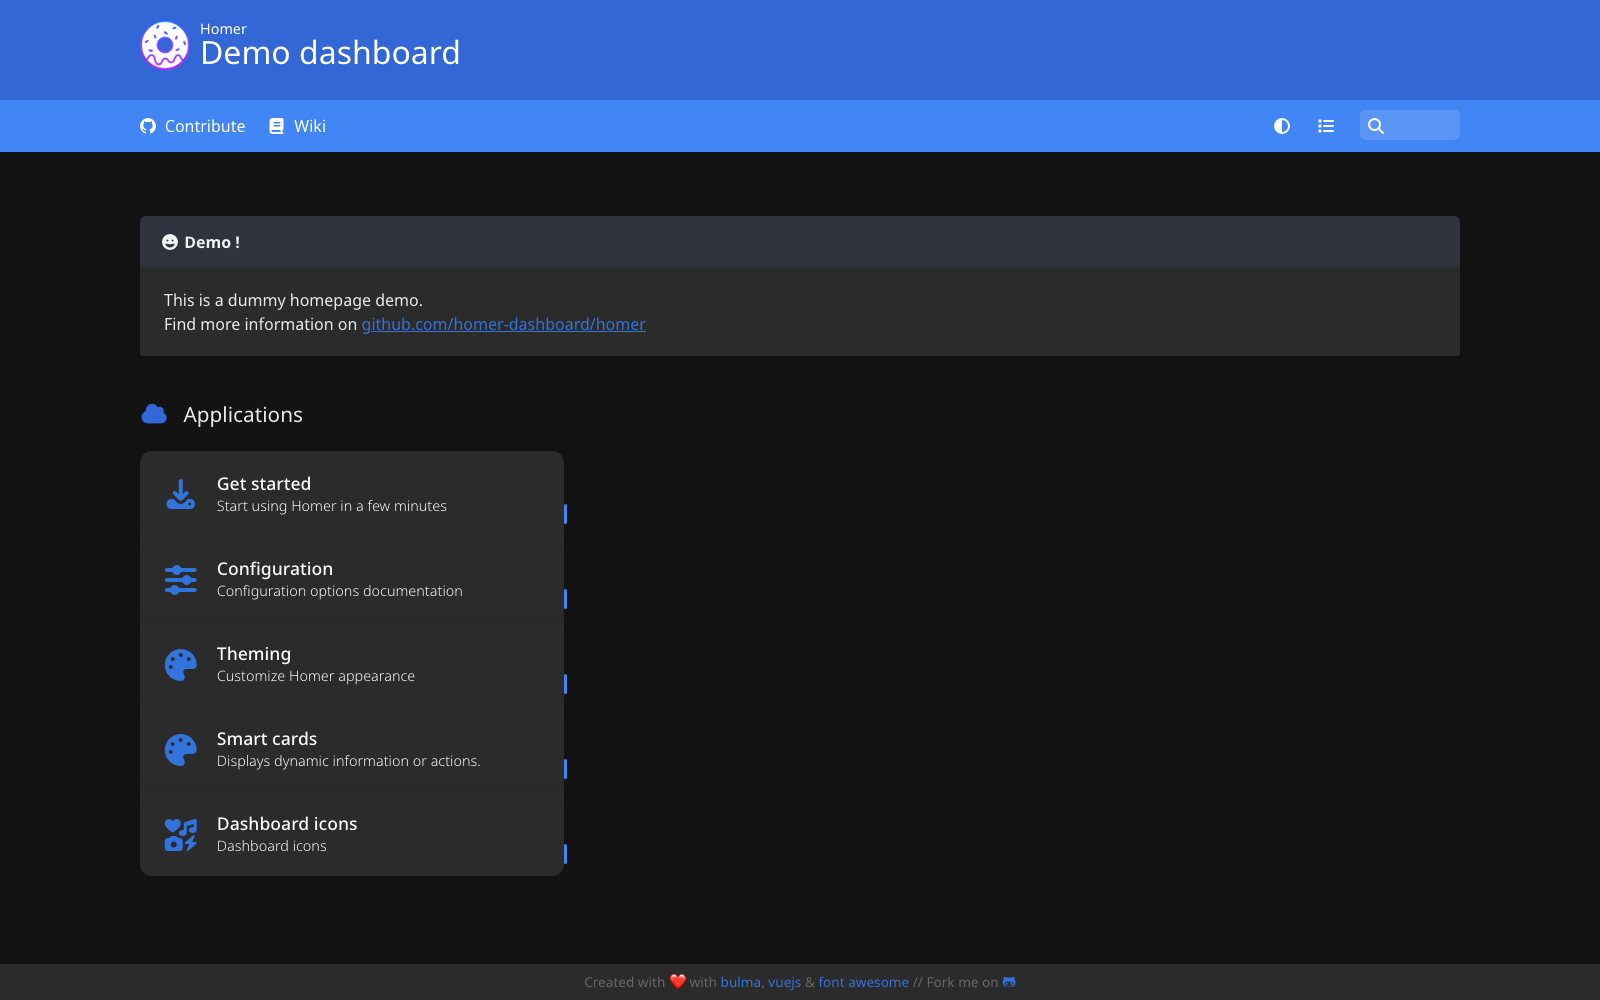 Homer
Demo dashboard
Contribute
Wiki
Demo !
This is a dummy homepage demo.
Find more information on github.com/homer-dashboard/homer
Applications
Get started
Start using Homer in a few minutes
Configuration
Configuration options documentation
Theming
Customize Homer appearance
Smart cards
Displays dynamic information or actions.
Dashboard icons
Dashboard icons
Created with ❤️ with bulma, vuejs & font awesome // Fork me on